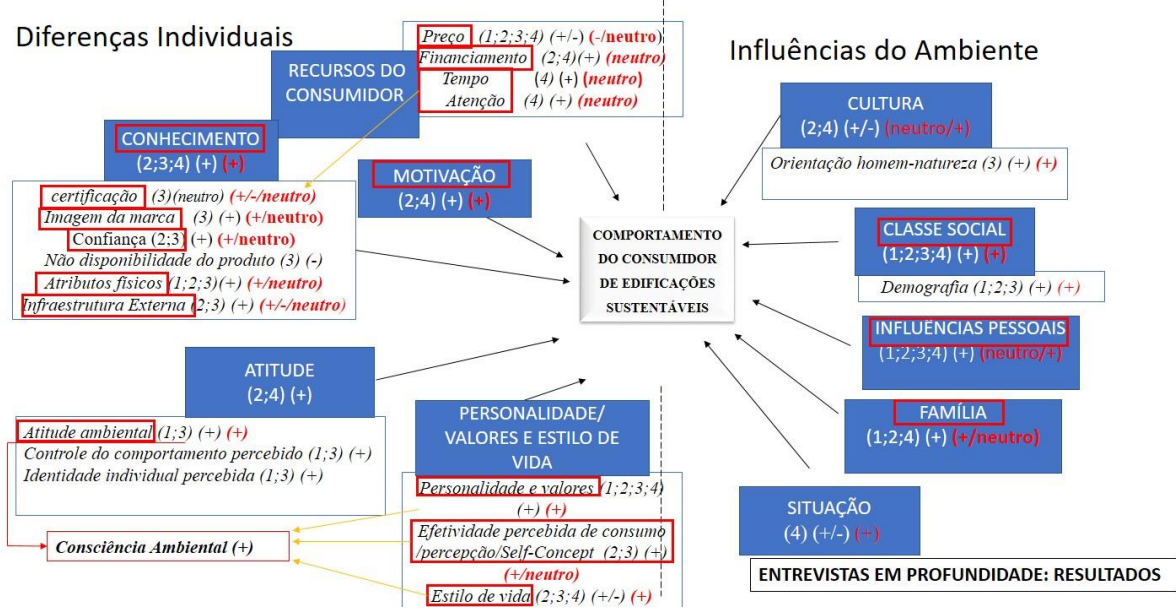 Diferenças Individuais
RECURSOS DO
CONSUMIDOR
Preço (1;2;3;4) (+/-) (-/neutro)
Financiamento (2;4)(+) (neutro)
Tempo (4) (+) (neutro)
Atenção (4) (+) (neutro)
CONHECIMENTO
(2;3;4) (+) (+)
certificação (3)(neutro) (+/-/neutro)
Imagem da marca (3) (+) (+/neutro)
Confiança (2;3) (+) (+/neutro)
Não disponibilidade do produto (3) (-)
Atributos físicos (1;2;3)(+) (+/neutro)
Infraestrutura Externa (2;3) (+) (+/-/neutro)
MOTIVAÇÃO
(2;4) (+) (+)
ATITUDE
(2;4) (+)
Atitude ambiental (1;3) (+) (+)
Controle do comportamento percebido (1;3) (+)
Identidade individual percebida (1;3) (+)
Consciência Ambiental (+)
PERSONALIDADE/
VALORES E ESTILO DE
VIDA
Personalidade e valores (1;2;3;4)
(+) (+)
Efetividade percebida de consumo
/percepção/Self-Concept (2;3) (+)
(+/neutro)
Estilo de vida (2;3;4) (+/-) (+)
COMPORTAMENTO
DO CONSUMIDOR
DE EDIFICAÇÕES
SUSTENTÁVEIS
Influências do Ambiente
CULTURA
(2;4) (+/-) (neutro/+)
Orientação homem-natureza (3) (+) (+)
CLASSE SOCIAL
(1;2;3;4) (+) (+)
Demografia (1;2;3) (+) (+)
INFLUÊNCIAS PESSOAIS
(1;2;3;4) (+) (neutro/+)
FAMÍLIA
(1;2;4) (+) (+/neutro)
SITUAÇÃO
(4) (+/-) (+)
ENTREVISTAS EM PROFUNDIDADE: RESULTADOS